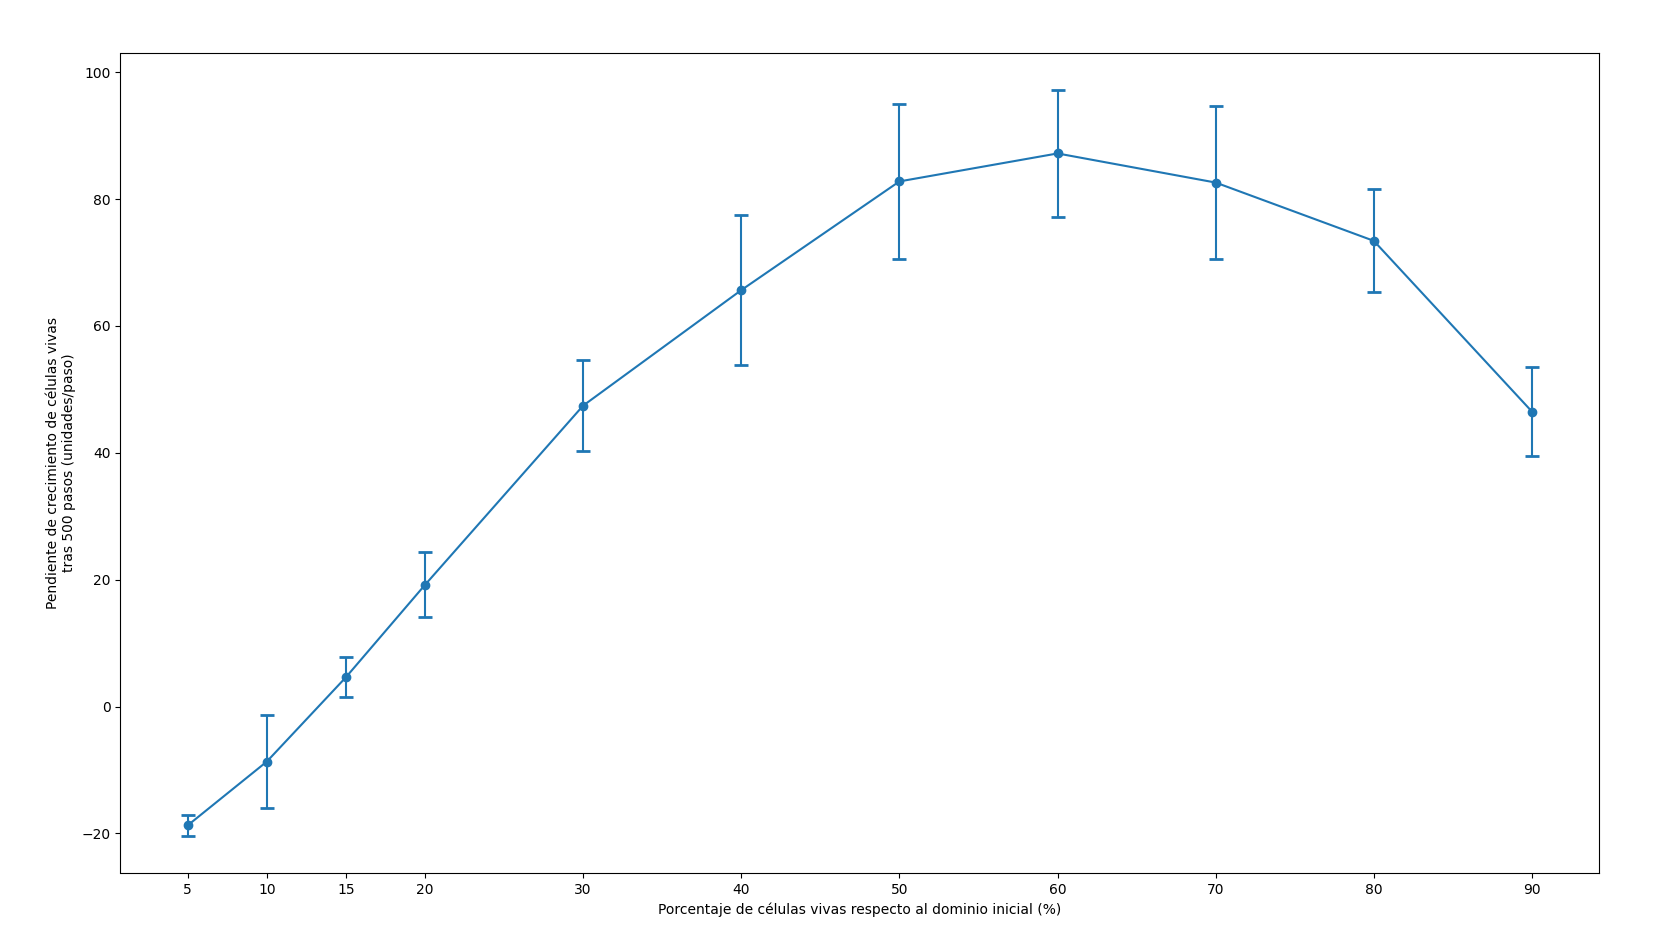 100
80
60
40
20
0
−20
Pendiente de crecimiento de células vivas
tras 500 pasos (unidades/paso)
5 10 15 20 30 40 50 60 70 80 90
Porcentaje de células vivas respecto al dominio inicial (%)